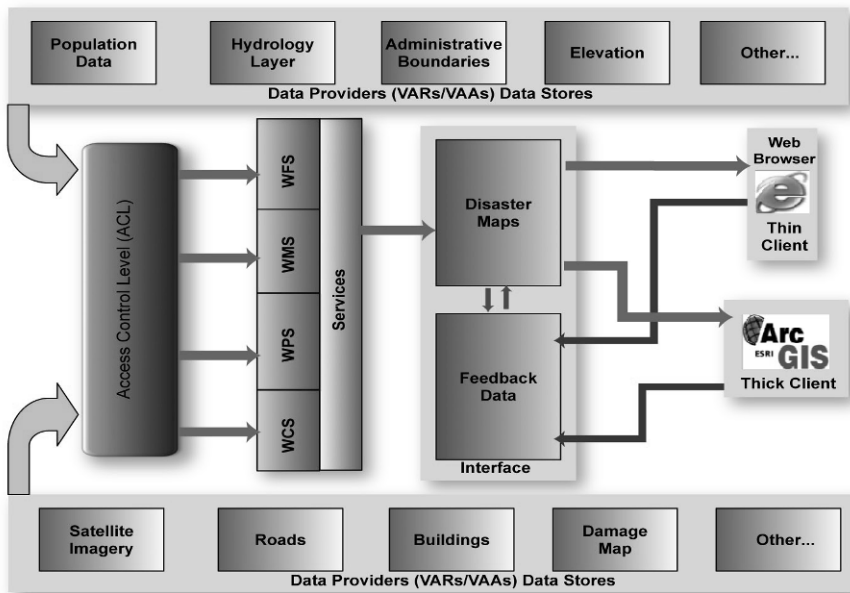 Population
Data
Hydrology
Layer
Administrative
Boundaries
Elevation
Other...
Data Providers (VARs/VAAs) Data Stores
Access Control Level (ACL)
WFS
WMS
WPS
WCS
Services
Disaster
Maps
Feedback
Data
Interface
Web
Browser
Thin
Client
Arc
ESRI GIS
Thick Client
Satellite
Imagery
Roads
Buildings
Damage
Map
Other...
Data Providers (VARs/VAAs) Data Stores